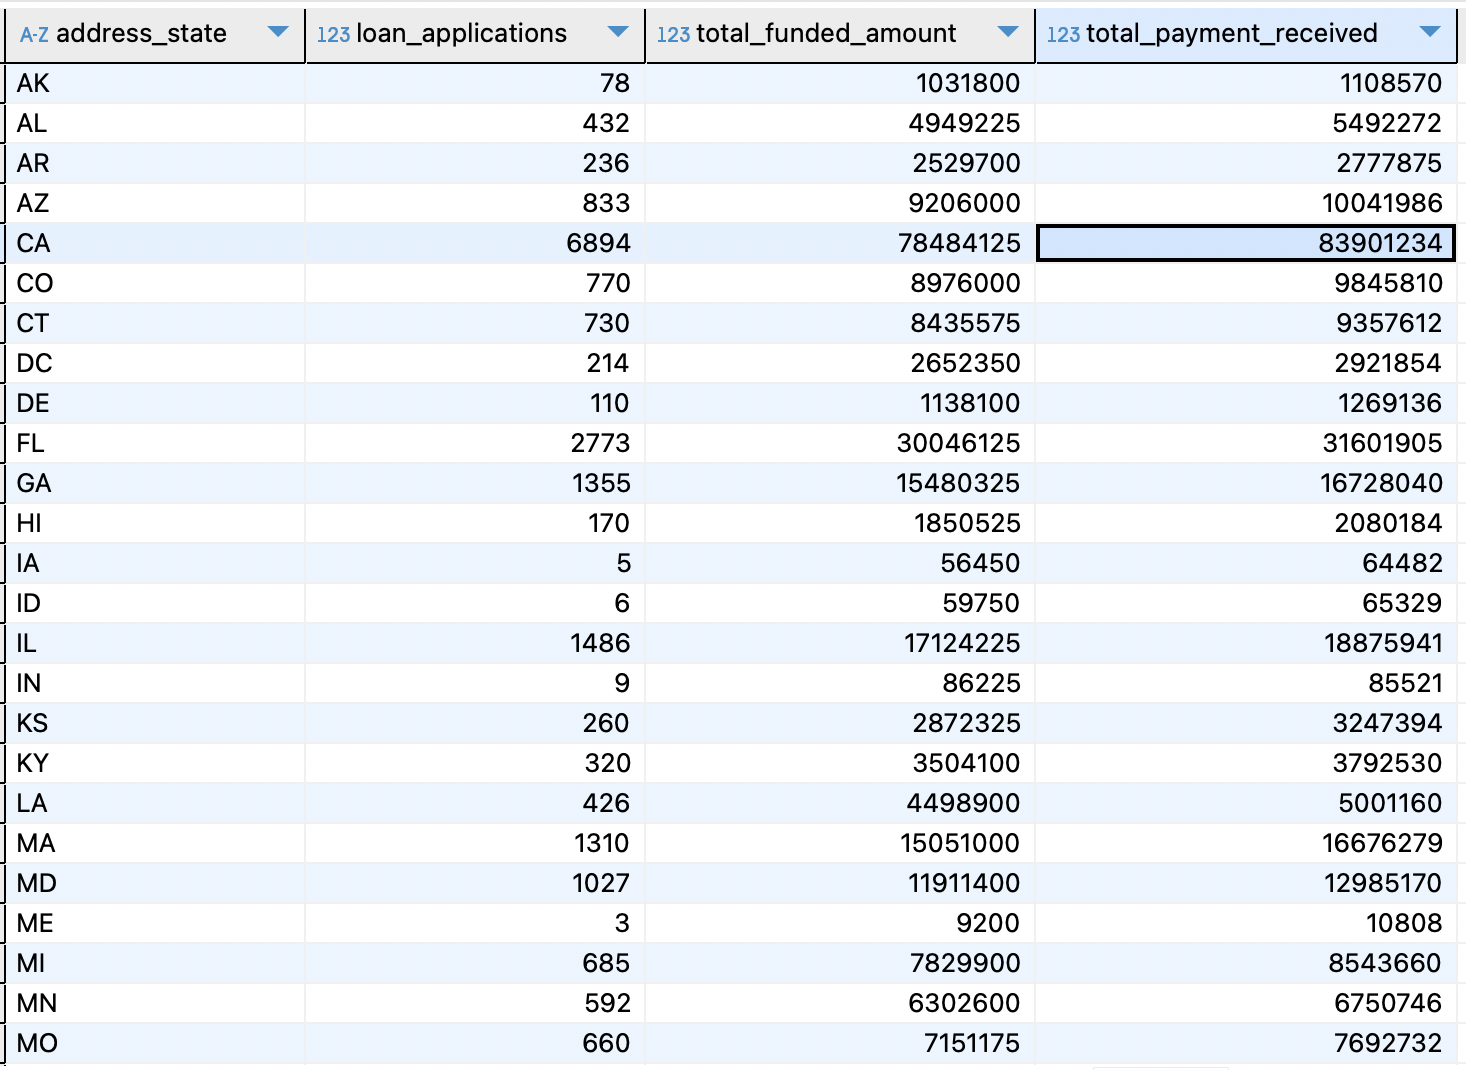 A-Z address_state 123 loan_applications 123 total_funded_amount 123 total_payment_received
AK 78 1031800 1108570
AL 432 4949225 5492272
AR 236 2529700 2777875
AZ 833 9206000 10041986
CA 6894 78484125 83901234
CO 770 8976000 9845810
CT 730 8435575 9357612
DC 214 2652350 2921854
DE 110 1138100 1269136
FL 2773 30046125 31601905
GA 1355 15480325 16728040
HI 170 1850525 2080184
IA 5 56450 64482
ID 6 59750 65329
IL 1486 17124225 18875941
IN 9 86225 85521
KS 260 2872325 3247394
KY 320 3504100 3792530
LA 426 4498900 5001160
MA 1310 15051000 16676279
MD 1027 11911400 12985170
ME 3 9200 10808
MI 685 7829900 8543660
MN 592 6302600 6750746
MO 660 7151175 7692732